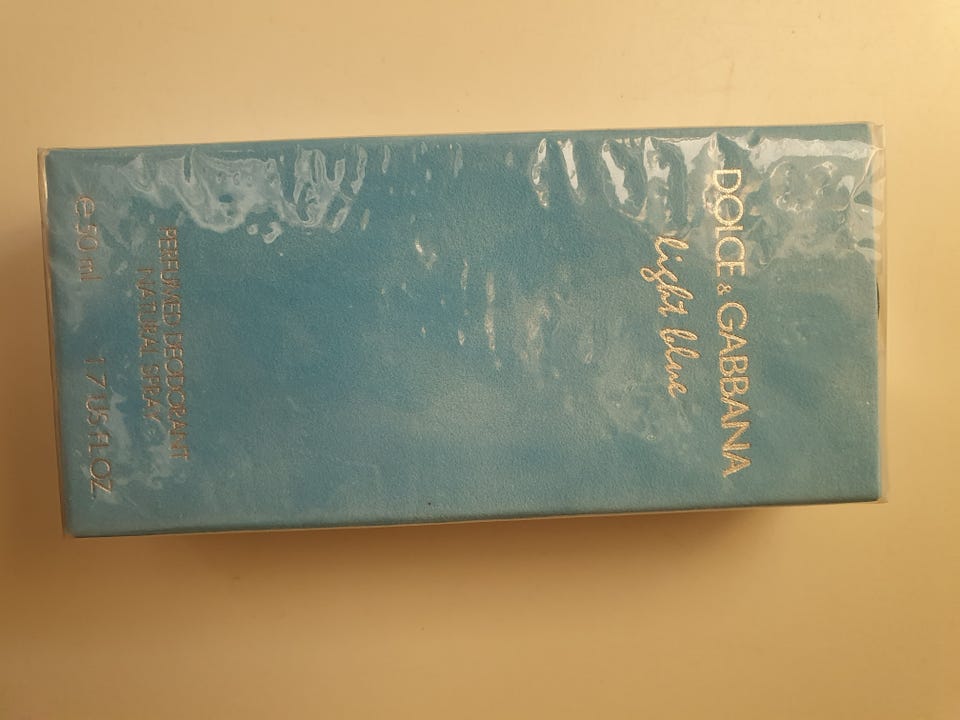 DOLCE & GABBANA
light blue
PERFUMED DEODORANT
NATURAL SPRAY
e 50 ml 1.7 US FL.OZ.